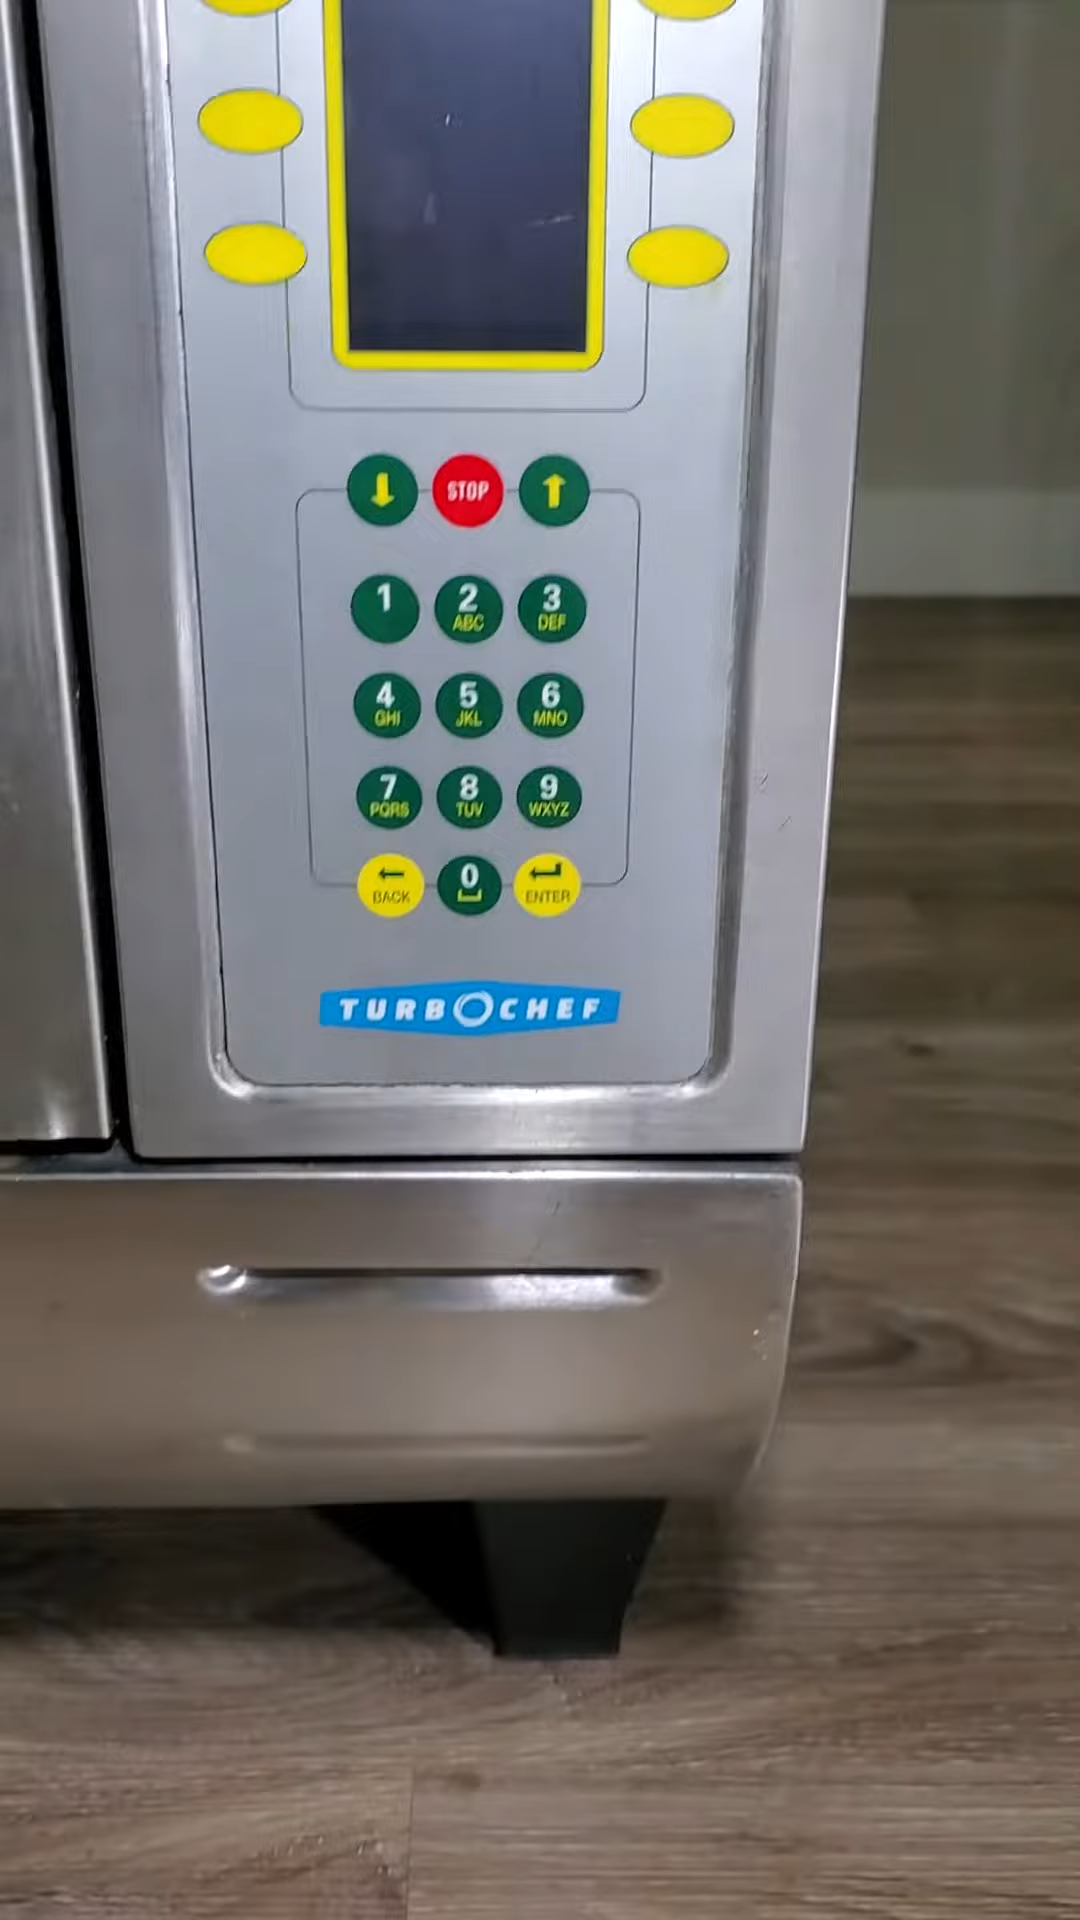 STOP
1 2 3
ABC DEF
4 5 6
GHI JKL MNO
7 8 9
PQRS TUV WXYZ
0
BACK ENTER
TURBOCHEF